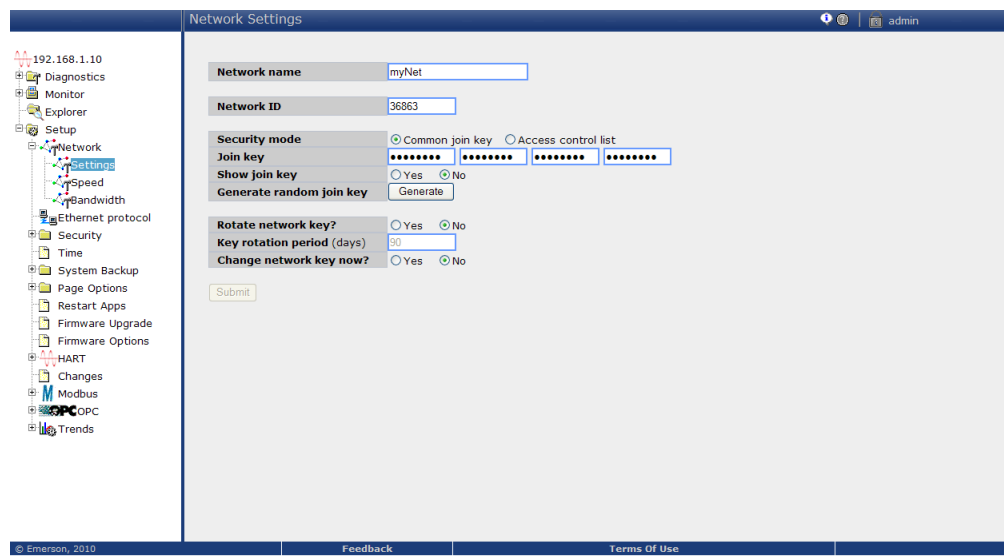 Network Settings
admin
192.168.1.10
Diagnostics
Monitor
Explorer
Setup
Network
Settings
Speed
Bandwidth
Ethernet protocol
Security
Time
System Backup
Page Options
Restart Apps
Firmware Upgrade
Firmware Options
HART
Changes
Modbus
OPC OPC
Trends
Network name myNet
Network ID 36863
Security mode Common join key Access control list
Join key •••••••• •••••••• •••••••• ••••••••
Show join key Yes No
Generate random join key Generate
Rotate network key? Yes No
Key rotation period (days) 90
Change network key now? Yes No
Submit
© Emerson, 2010 Feedback Terms Of Use